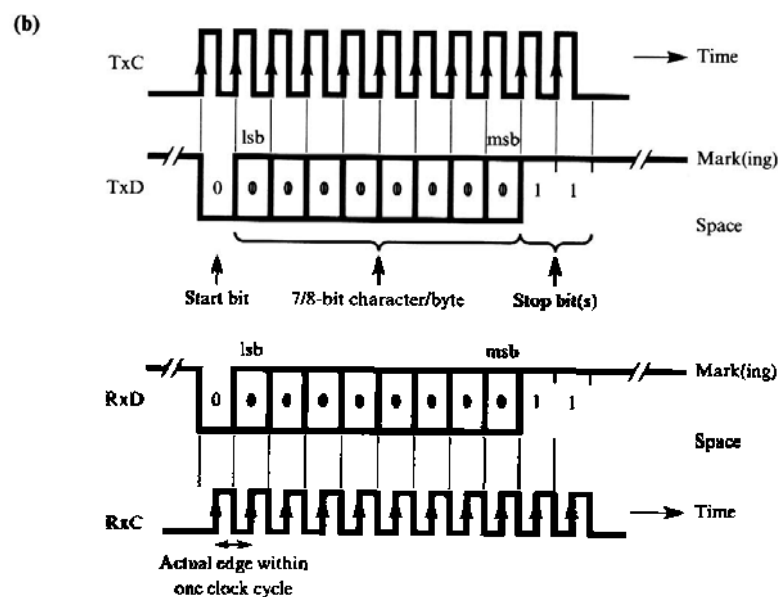 (b)
TxC
Time
lsb
msb
Mark(ing)
TxD
0 1 1
Space
Start bit
7/8-bit character/byte
Stop bit(s)
lsb
msb
Mark(ing)
RxD
0 1 1
Space
RxC
Time
Actual edge within
one clock cycle